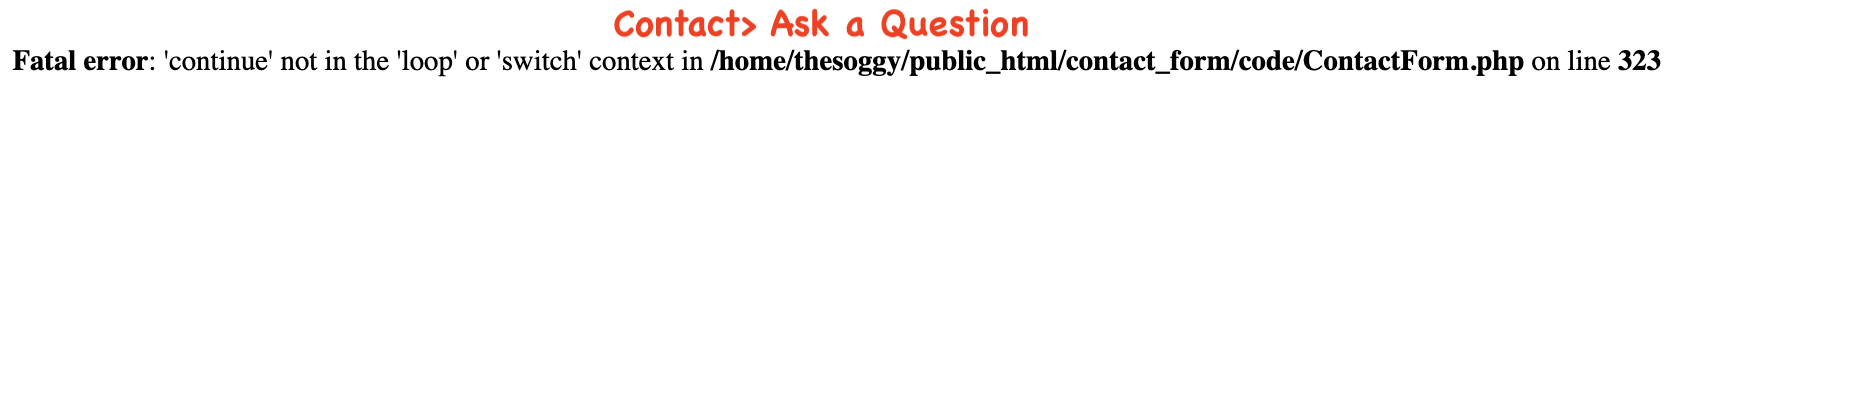 Contact> Ask a Question
Fatal error: 'continue' not in the 'loop' or 'switch' context in /home/thesoggy/public_html/contact_form/code/ContactForm.php on line 323